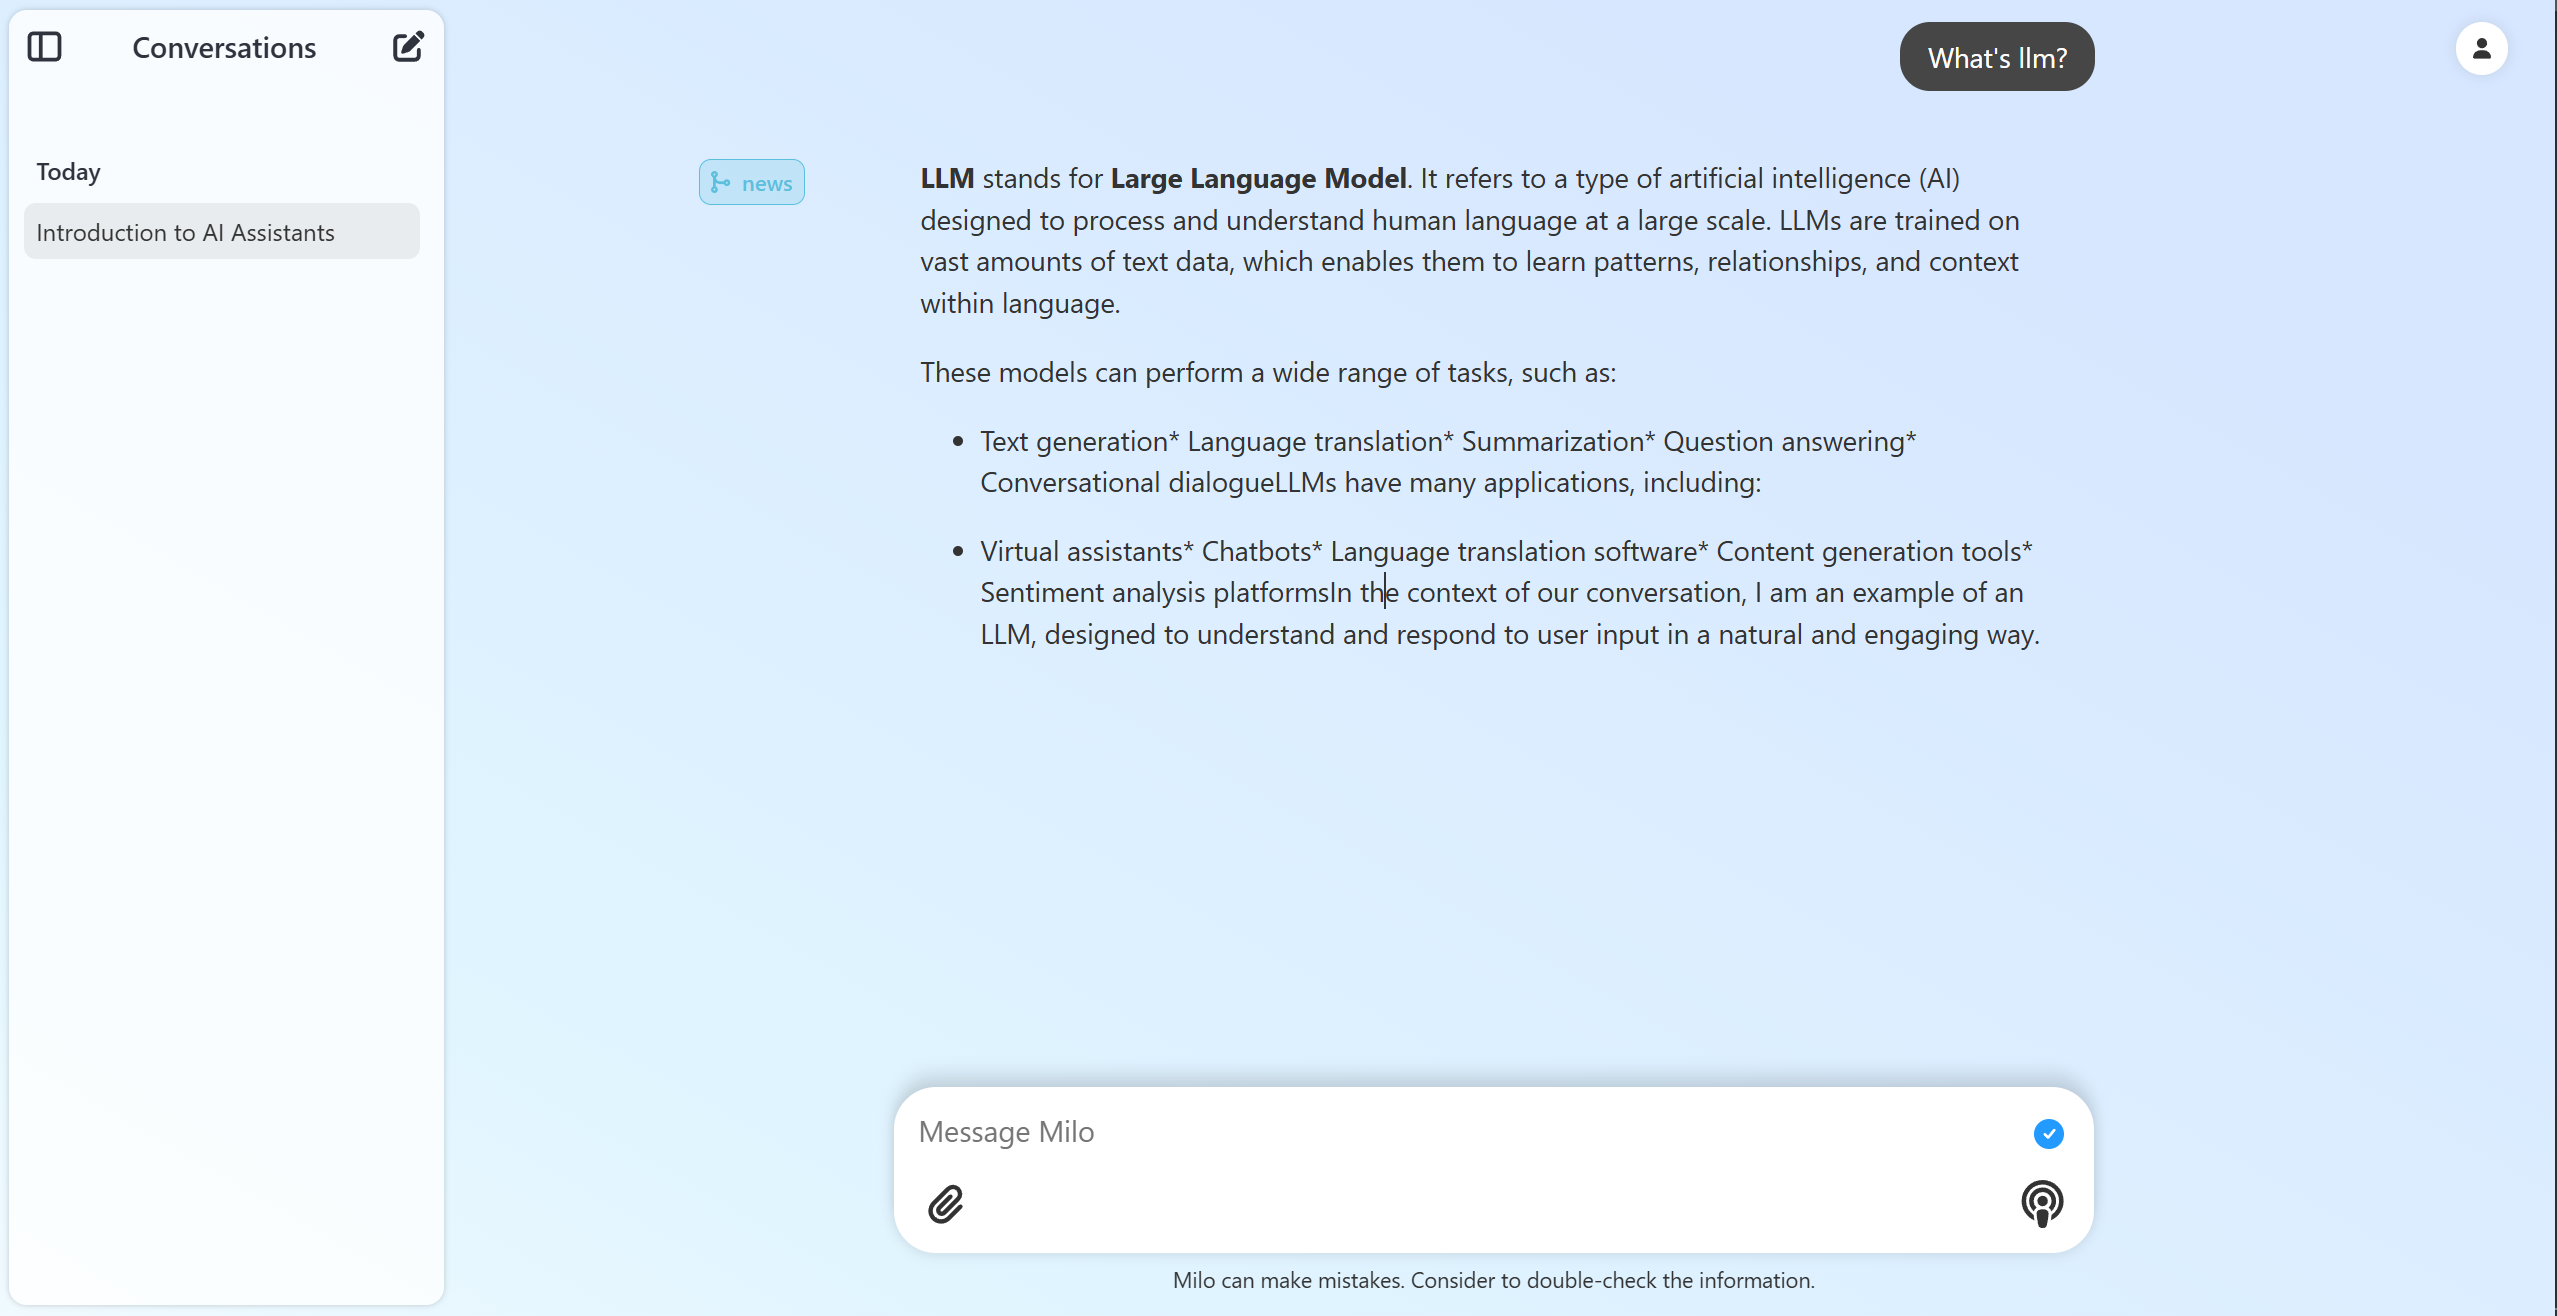 Conversations
Today
Introduction to AI Assistants
What's llm?
news
LLM stands for Large Language Model. It refers to a type of artificial intelligence (AI)
designed to process and understand human language at a large scale. LLMs are trained on
vast amounts of text data, which enables them to learn patterns, relationships, and context
within language.
These models can perform a wide range of tasks, such as:
Text generation* Language translation* Summarization* Question answering*
Conversational dialogueLLMs have many applications, including:
Virtual assistants* Chatbots* Language translation software* Content generation tools*
Sentiment analysis platformsIn the context of our conversation, I am an example of an
LLM, designed to understand and respond to user input in a natural and engaging way.
Message Milo
Milo can make mistakes. Consider to double-check the information.